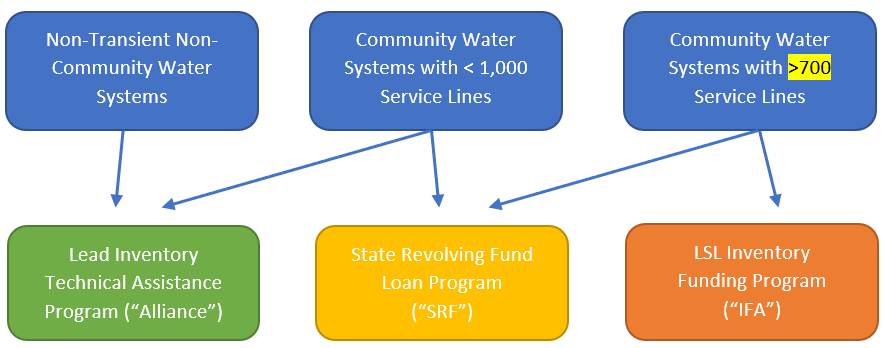 Non-Transient Non-
Community Water
Systems
Community Water
Systems with < 1,000
Service Lines
Community Water
Systems with >700
Service Lines
Lead Inventory
Technical Assistance
Program (“Alliance”)
State Revolving Fund
Loan Program
(“SRF”)
LSL Inventory
Funding Program
(“IFA”)